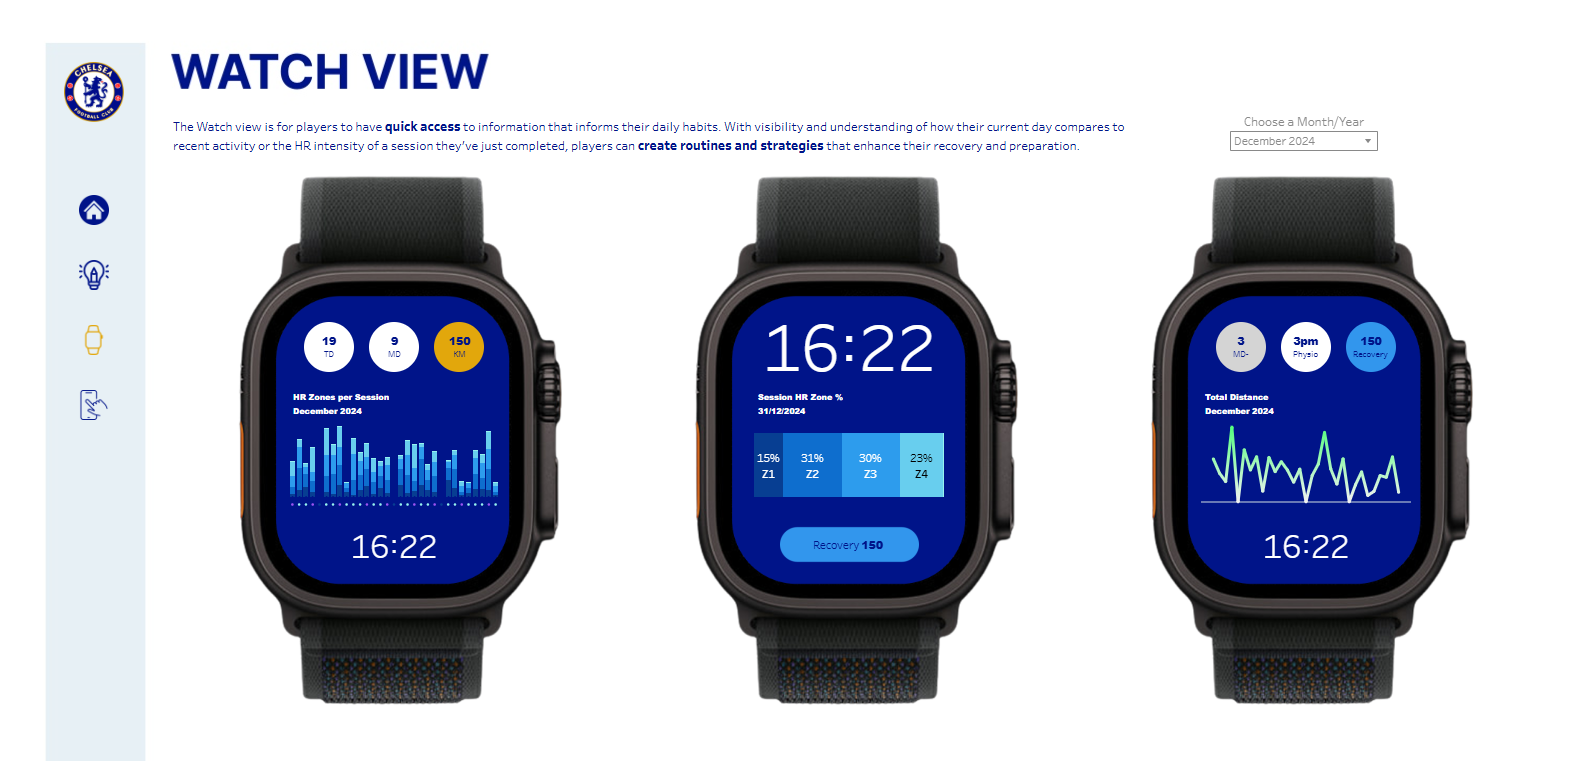 CHELSEA
FOOTBALL CLUB
WATCH VIEW
The Watch view is for players to have quick access to information that informs their daily habits. With visibility and understanding of how their current day compares to
recent activity or the HR intensity of a session they've just completed, players can create routines and strategies that enhance their recovery and preparation.
Choose a Month/Year
December 2024
19
TD
9
MD
150
KM
HR Zones per Session
December 2024
16:22
16:22
Session HR Zone %
31/12/2024
15%
Z1
31%
Z2
30%
Z3
23%
Z4
Recovery 150
3
MD-
3pm
Physio
150
Recovery
Total Distance
December 2024
16:22